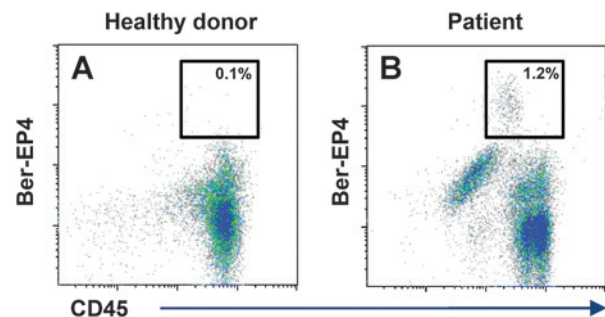 Healthy donor
Patient
A
0.1%
B
1.2%
Ber-EP4
Ber-EP4
CD45